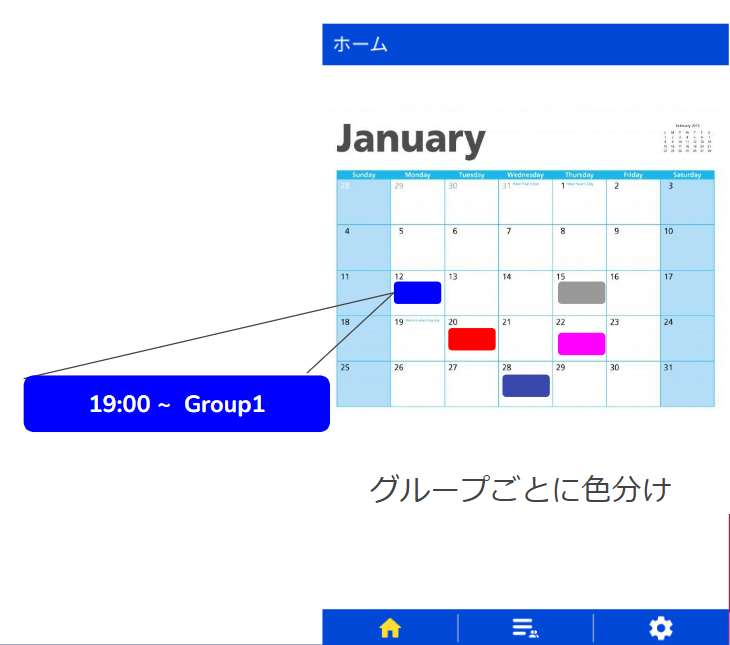 ホーム
January
February 2015
Sunday Monday Tuesday Wednesday Thursday Friday Saturday
28 29 30 31 New Year's Eve 1 New Year's Day 2 3
4 5 6 7 8 9 10
11 12 13 14 15 16 17
18 19 20 21 22 23 24
25 26 27 28 29 30 31
19:00 ~ Group1
グループごとに色分け